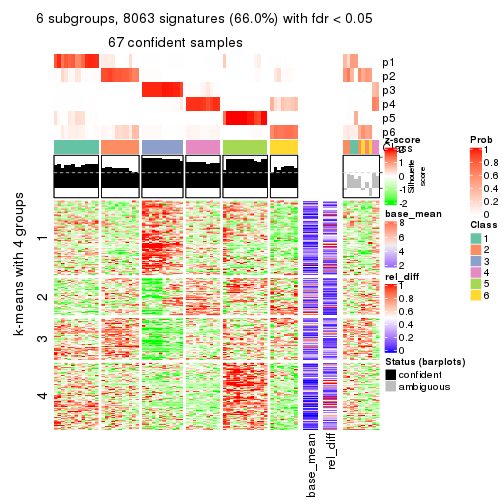 6 subgroups, 8063 signatures (66.0%) with fdr < 0.05
67 confident samples
p1
p2
p3
p4
p5
p6
Class
Silhouette
score
k-means with 4 groups
1
2
3
4
base_mean
rel_diff
z-score
2
1
0
-1
-2
base_mean
8
6
4
2
rel_diff
1
0.8
0.6
0.4
0.2
0
Status (barplots)
confident
ambiguous
Prob
1
0.8
0.6
0.4
0.2
0
Class
1
2
3
4
5
6